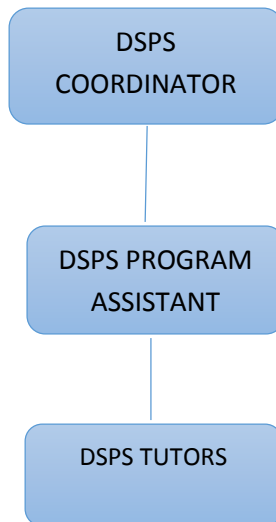 DSPS
COORDINATOR
DSPS PROGRAM
ASSISTANT
DSPS TUTORS